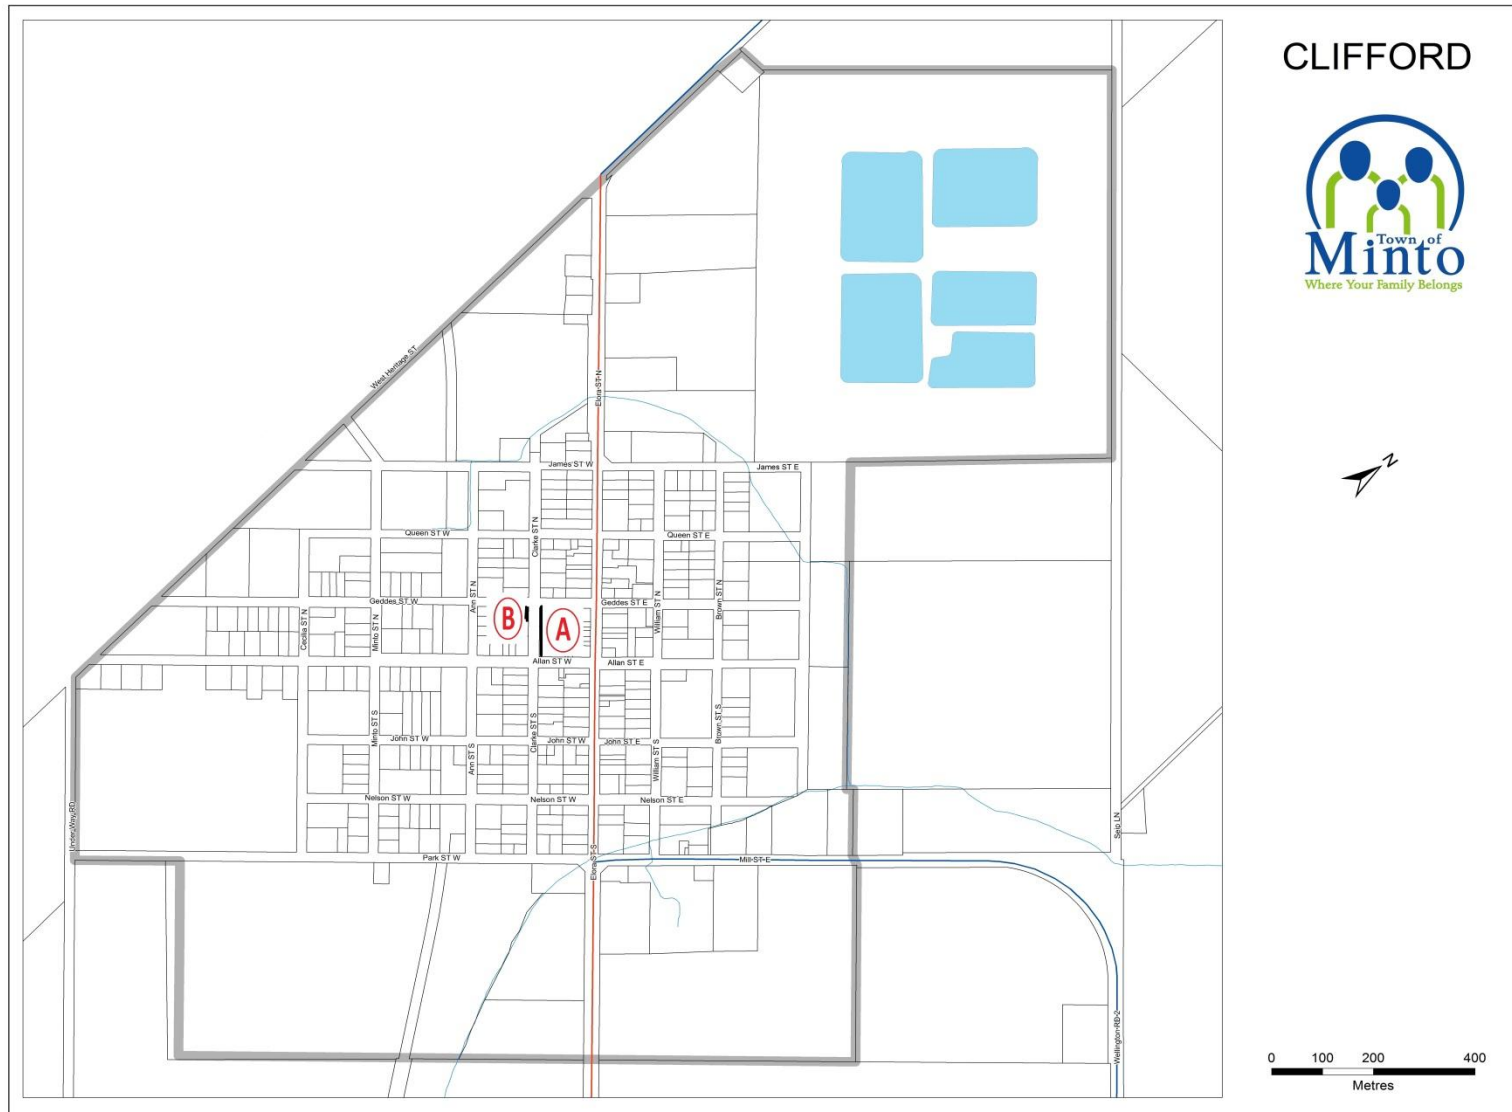 CLIFFORD
Town of
Minto
Where Your Family Belongs
N
West Heritage ST
Elora ST N
James ST W
James ST E
Clarke ST N
Queen ST W
Queen ST E
Ann ST N
Geddes ST W
Geddes ST E
William ST N
Brown ST N
Cecilia ST N
Minto ST N
B
A
Allan ST W
Allan ST E
Minto ST S
John ST W
Ann ST S
Clarke ST S
John ST W
John ST E
William ST S
Brown ST S
Nelson ST W
Nelson ST W
Nelson ST E
Underway RD
Park ST W
Elora ST S
Mill ST E
Seip LN
Wellington RD 2
0 100 200 400
Metres